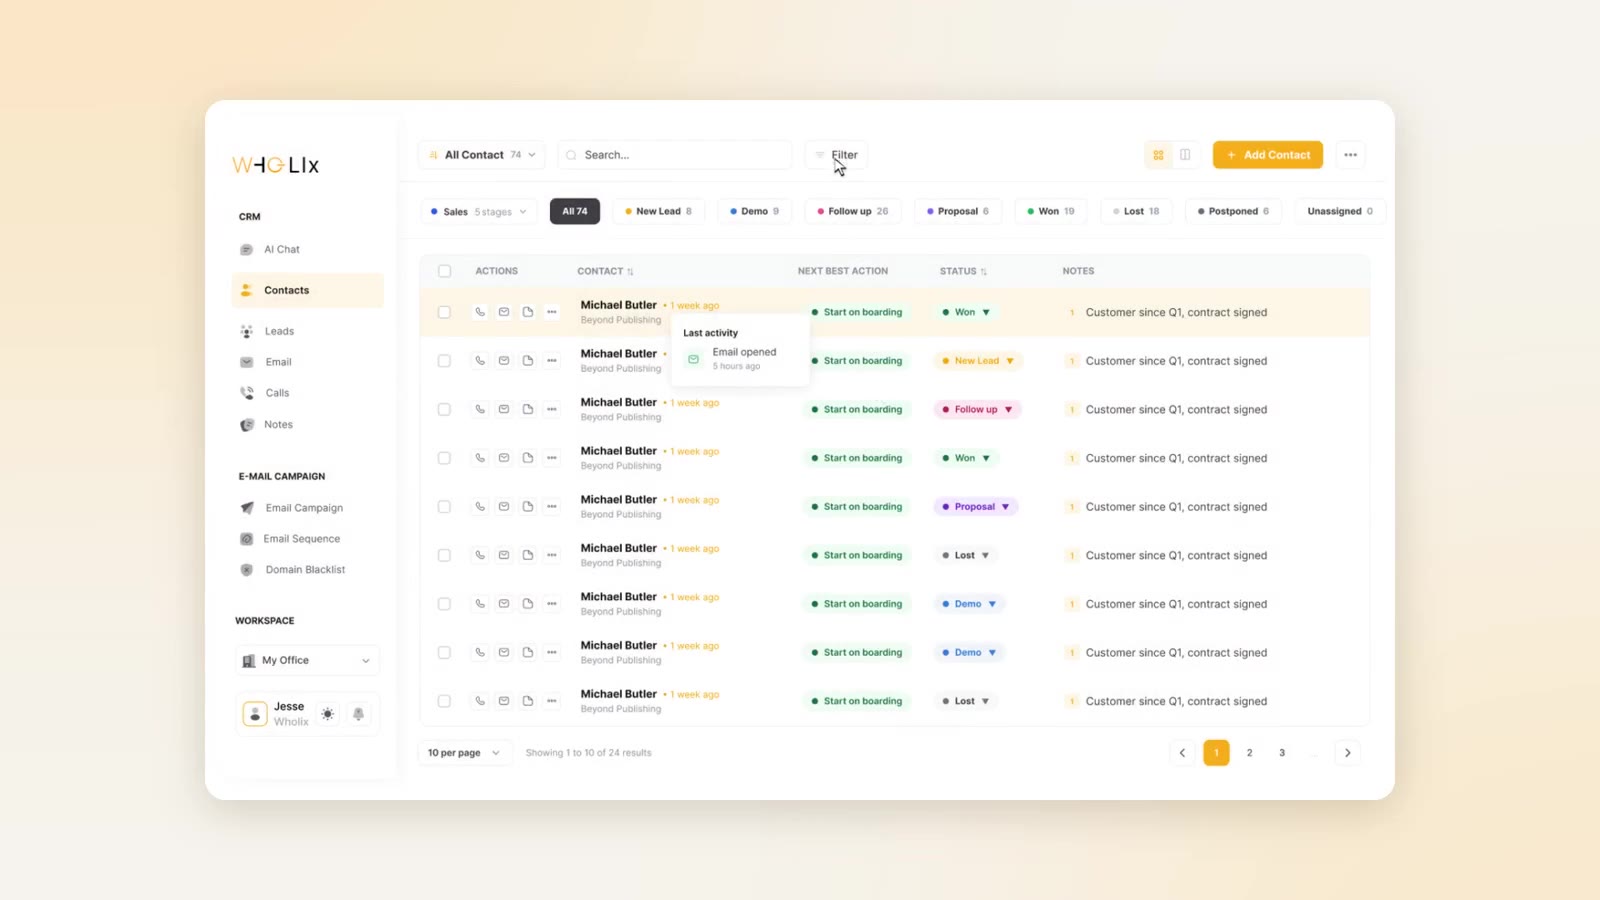 WHOLIx
CRM
AI Chat
Contacts
Leads
Email
Calls
Notes
E-MAIL CAMPAIGN
Email Campaign
Email Sequence
Domain Blacklist
WORKSPACE
My Office
Jesse
Wholix
All Contact 74
Search...
Filter
+ Add Contact
Sales 5 stages
All 74
New Lead 8
Demo 9
Follow up 26
Proposal 6
Won 19
Lost 18
Postponed 6
Unassigned 0
ACTIONS CONTACT NEXT BEST ACTION STATUS NOTES
Michael Butler • 1 week ago Start on boarding Won 1 Customer since Q1, contract signed
Beyond Publishing
Last activity
Email opened
5 hours ago
Michael Butler • Start on boarding New Lead 1 Customer since Q1, contract signed
Beyond Publishing
Michael Butler • 1 week ago Start on boarding Follow up 1 Customer since Q1, contract signed
Beyond Publishing
Michael Butler • 1 week ago Start on boarding Won 1 Customer since Q1, contract signed
Beyond Publishing
Michael Butler • 1 week ago Start on boarding Proposal 1 Customer since Q1, contract signed
Beyond Publishing
Michael Butler • 1 week ago Start on boarding Lost 1 Customer since Q1, contract signed
Beyond Publishing
Michael Butler • 1 week ago Start on boarding Demo 1 Customer since Q1, contract signed
Beyond Publishing
Michael Butler • 1 week ago Start on boarding Demo 1 Customer since Q1, contract signed
Beyond Publishing
Michael Butler • 1 week ago Start on boarding Lost 1 Customer since Q1, contract signed
Beyond Publishing
10 per page Showing 1 to 10 of 24 results
1 2 3 ...